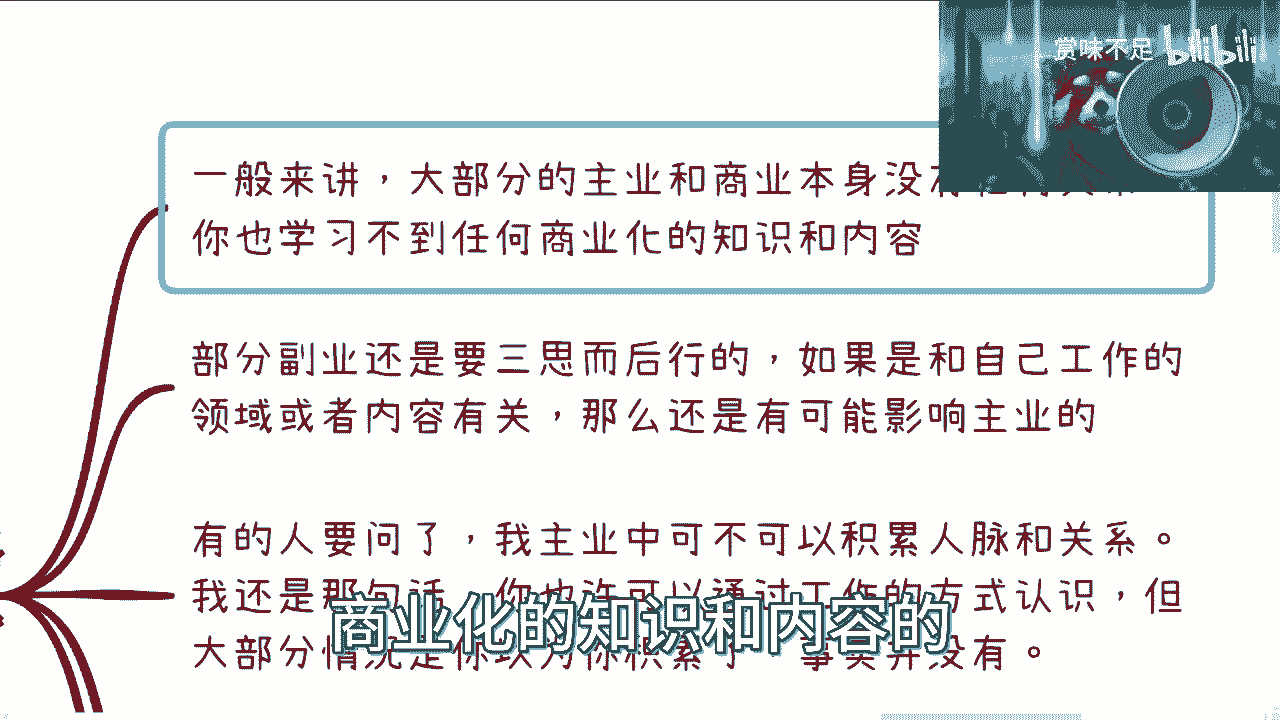 赏味不足 bilibili
一般来讲，大部分的主业和商业本身没
你也学习不到任何商业化的知识和内容
部分副业还是要三思而后行的，如果是和自己工作的
领域或者内容有关，那么还是有可能影响主业的
有的人要问了，我主业中可不可以积累人脉和关系。
我还是那句话，你也许可以通过工作的方式认识，但
大部分情况是你以为你积累了，事实并没有。
商业化的知识和内容的